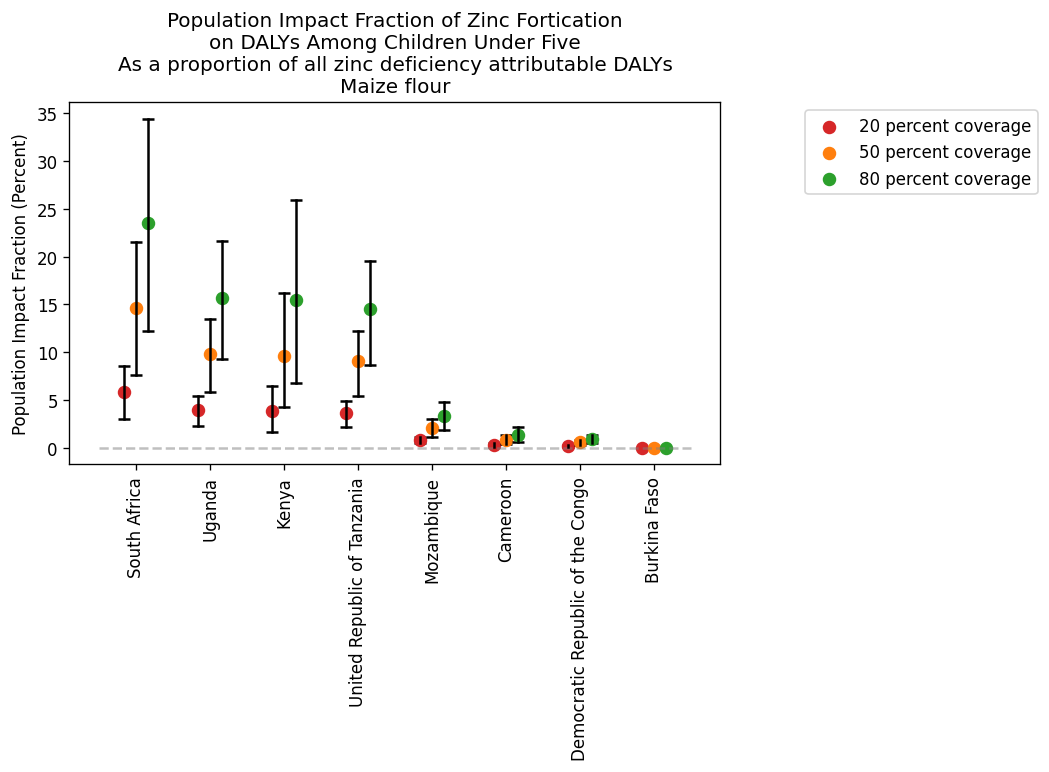 Population Impact Fraction of Zinc Fortication
on DALYs Among Children Under Five
As a proportion of all zinc deficiency attributable DALYs
Maize flour
20 percent coverage
50 percent coverage
80 percent coverage
Population Impact Fraction (Percent)
35
30
25
20
15
10
5
0
South Africa
Uganda
Kenya
United Republic of Tanzania
Mozambique
Cameroon
Democratic Republic of the Congo
Burkina Faso